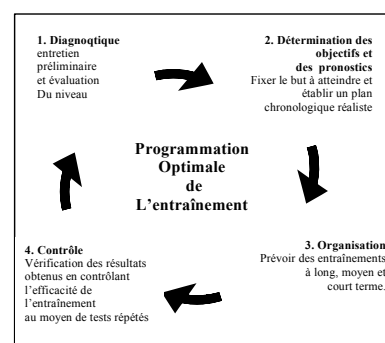 1. Diagnoqtique
entretien
préliminaire
et évaluation
Du niveau
2. Détermination des
objectifs et
des pronostics
Fixer le but à atteindre et
établir un plan
chronologique réaliste
Programmation
Optimale
de
L'entraînement
4. Contrôle
Vérification des résultats
obtenus en contrôlant
l'efficacité de
l'entraînement
au moyen de tests répétés
3. Organisation
Prévoir des entraînements
à long, moyen et
court terme.